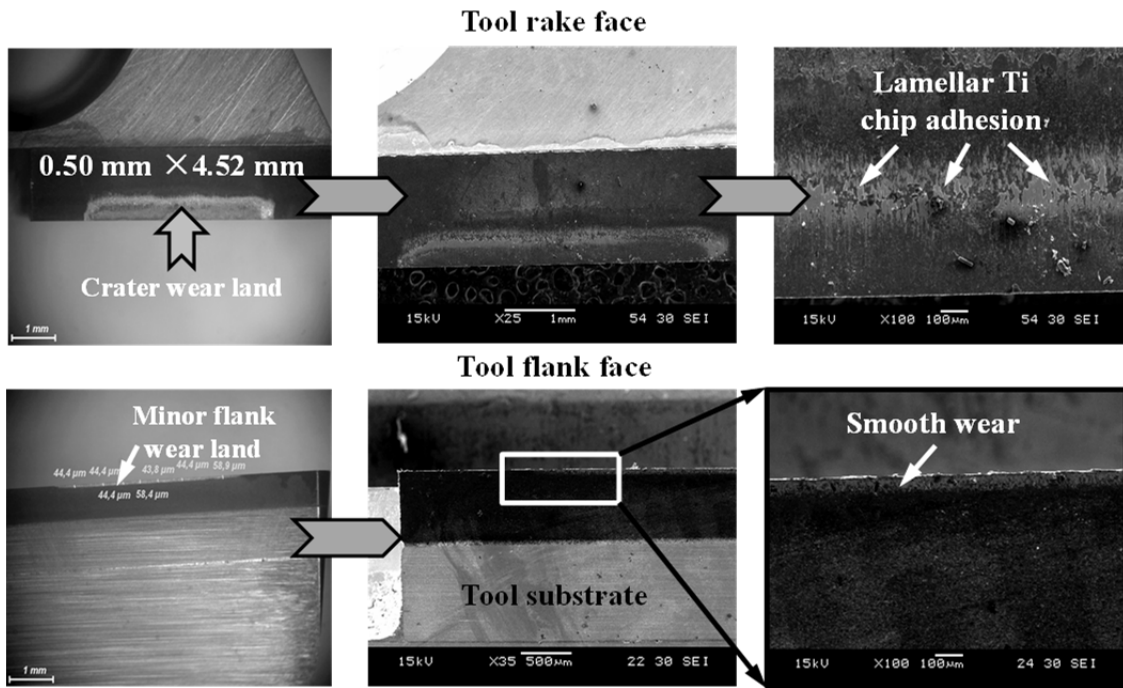 Tool rake face
0.50 mm ×4.52 mm
Crater wear land
1 mm
15kV X25 1mm 54 30 SEI
Lamellar Ti
chip adhesion
15kV X100 100μm 54 30 SEI
Tool flank face
Minor flank
wear land
44,4 µm 44,4 µm 43,8 µm 44,4 µm 58,9 µm
44,4 µm 58,4 µm
1 mm
Tool substrate
15kV X35 500μm 22 30 SEI
Smooth wear
15kV X100 100μm 24 30 SEI